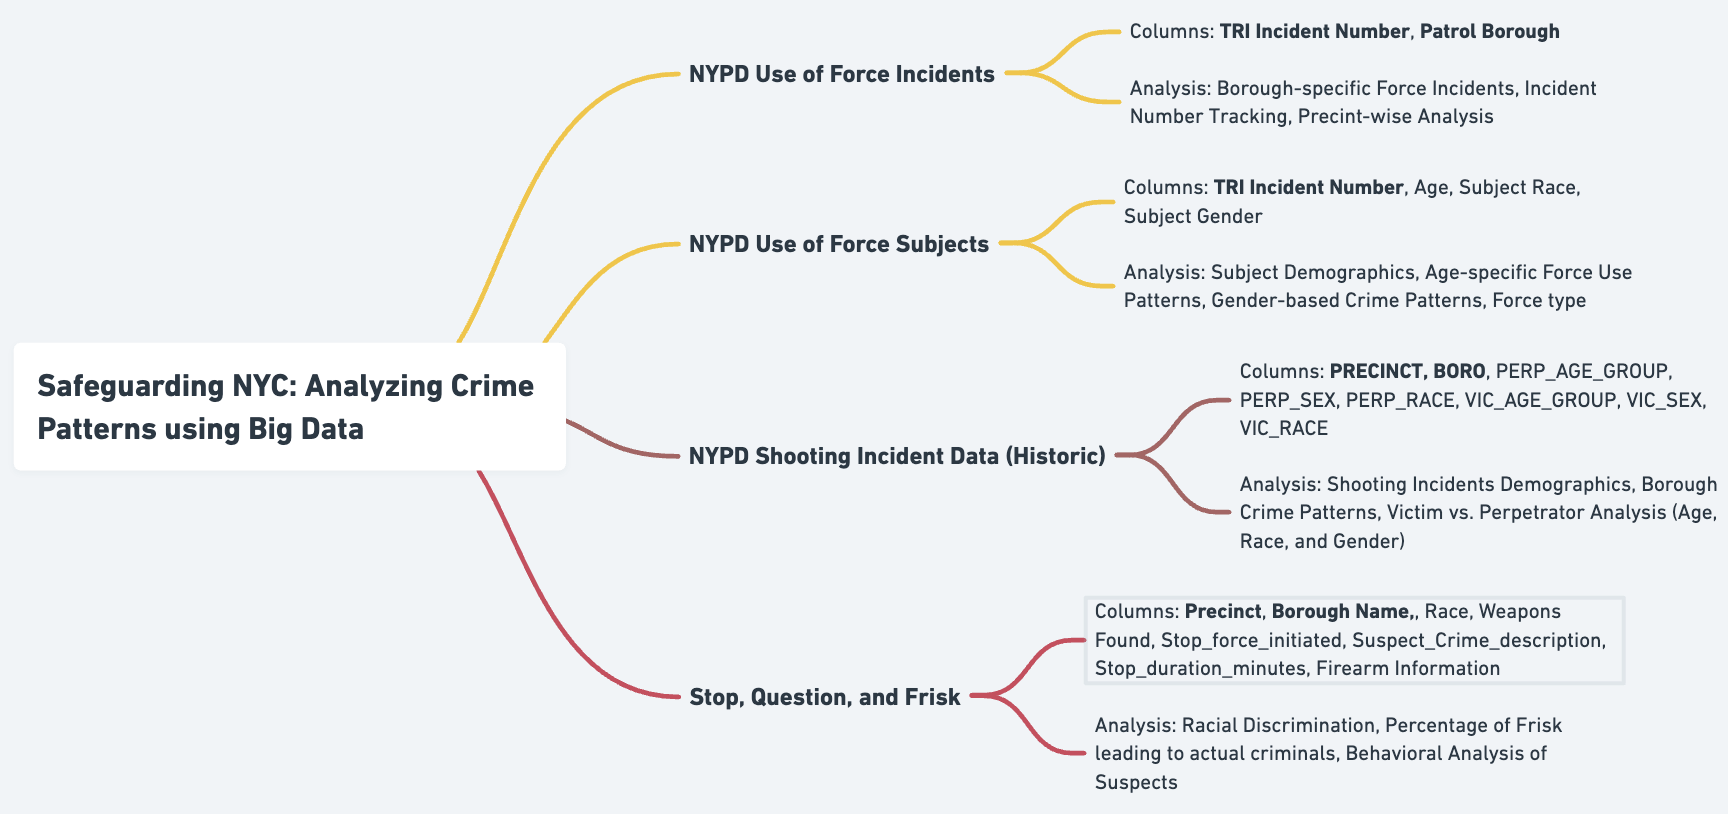 Safeguarding NYC: Analyzing Crime
Patterns using Big Data
NYPD Use of Force Incidents
Columns: TRI Incident Number, Patrol Borough
Analysis: Borough-specific Force Incidents, Incident
Number Tracking, Precint-wise Analysis
NYPD Use of Force Subjects
Columns: TRI Incident Number, Age, Subject Race,
Subject Gender
Analysis: Subject Demographics, Age-specific Force Use
Patterns, Gender-based Crime Patterns, Force type
NYPD Shooting Incident Data (Historic)
Columns: PRECINCT, BORO, PERP_AGE_GROUP,
PERP_SEX, PERP_RACE, VIC_AGE_GROUP, VIC_SEX,
VIC_RACE
Analysis: Shooting Incidents Demographics, Borough
Crime Patterns, Victim vs. Perpetrator Analysis (Age,
Race, and Gender)
Stop, Question, and Frisk
Columns: Precinct, Borough Name,, Race, Weapons
Found, Stop_force_initiated, Suspect_Crime_description,
Stop_duration_minutes, Firearm Information
Analysis: Racial Discrimination, Percentage of Frisk
leading to actual criminals, Behavioral Analysis of
Suspects